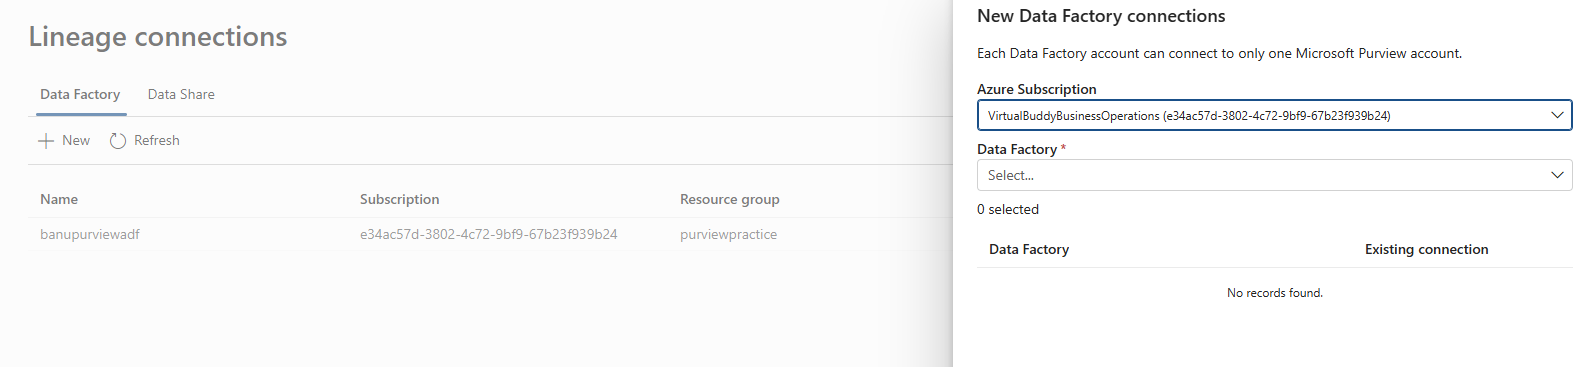 Lineage connections
Data Factory Data Share
New Refresh
Name Subscription Resource group
banupurviewadf e34ac57d-3802-4c72-9bf9-67b23f939b24 purviewpractice
New Data Factory connections
Each Data Factory account can connect to only one Microsoft Purview account.
Azure Subscription
VirtualBuddyBusinessOperations (e34ac57d-3802-4c72-9bf9-67b23f939b24)
Data Factory *
Select...
0 selected
Data Factory Existing connection
No records found.